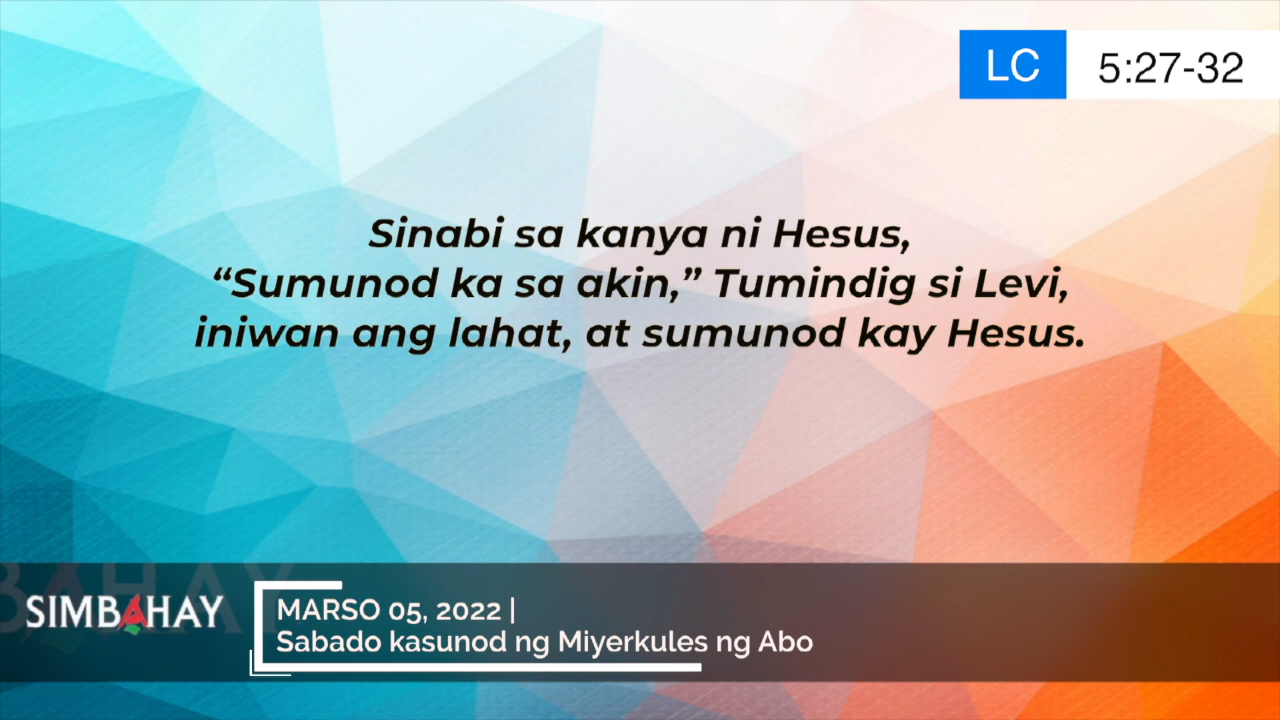 LC 5:27-32
Sinabi sa kanya ni Hesus,
“Sumunod ka sa akin,” Tumindig si Levi,
iniwan ang lahat, at sumunod kay Hesus.
SIMBAHAY
MARSO 05, 2022 |
Sabado kasunod ng Miyerkules ng Abo